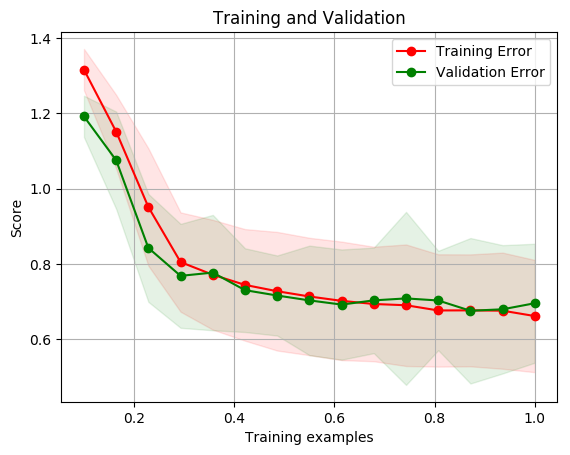 Training and Validation
Training Error
Validation Error
Score
1.4
1.2
1.0
0.8
0.6
0.2
0.4
0.6
0.8
1.0
Training examples